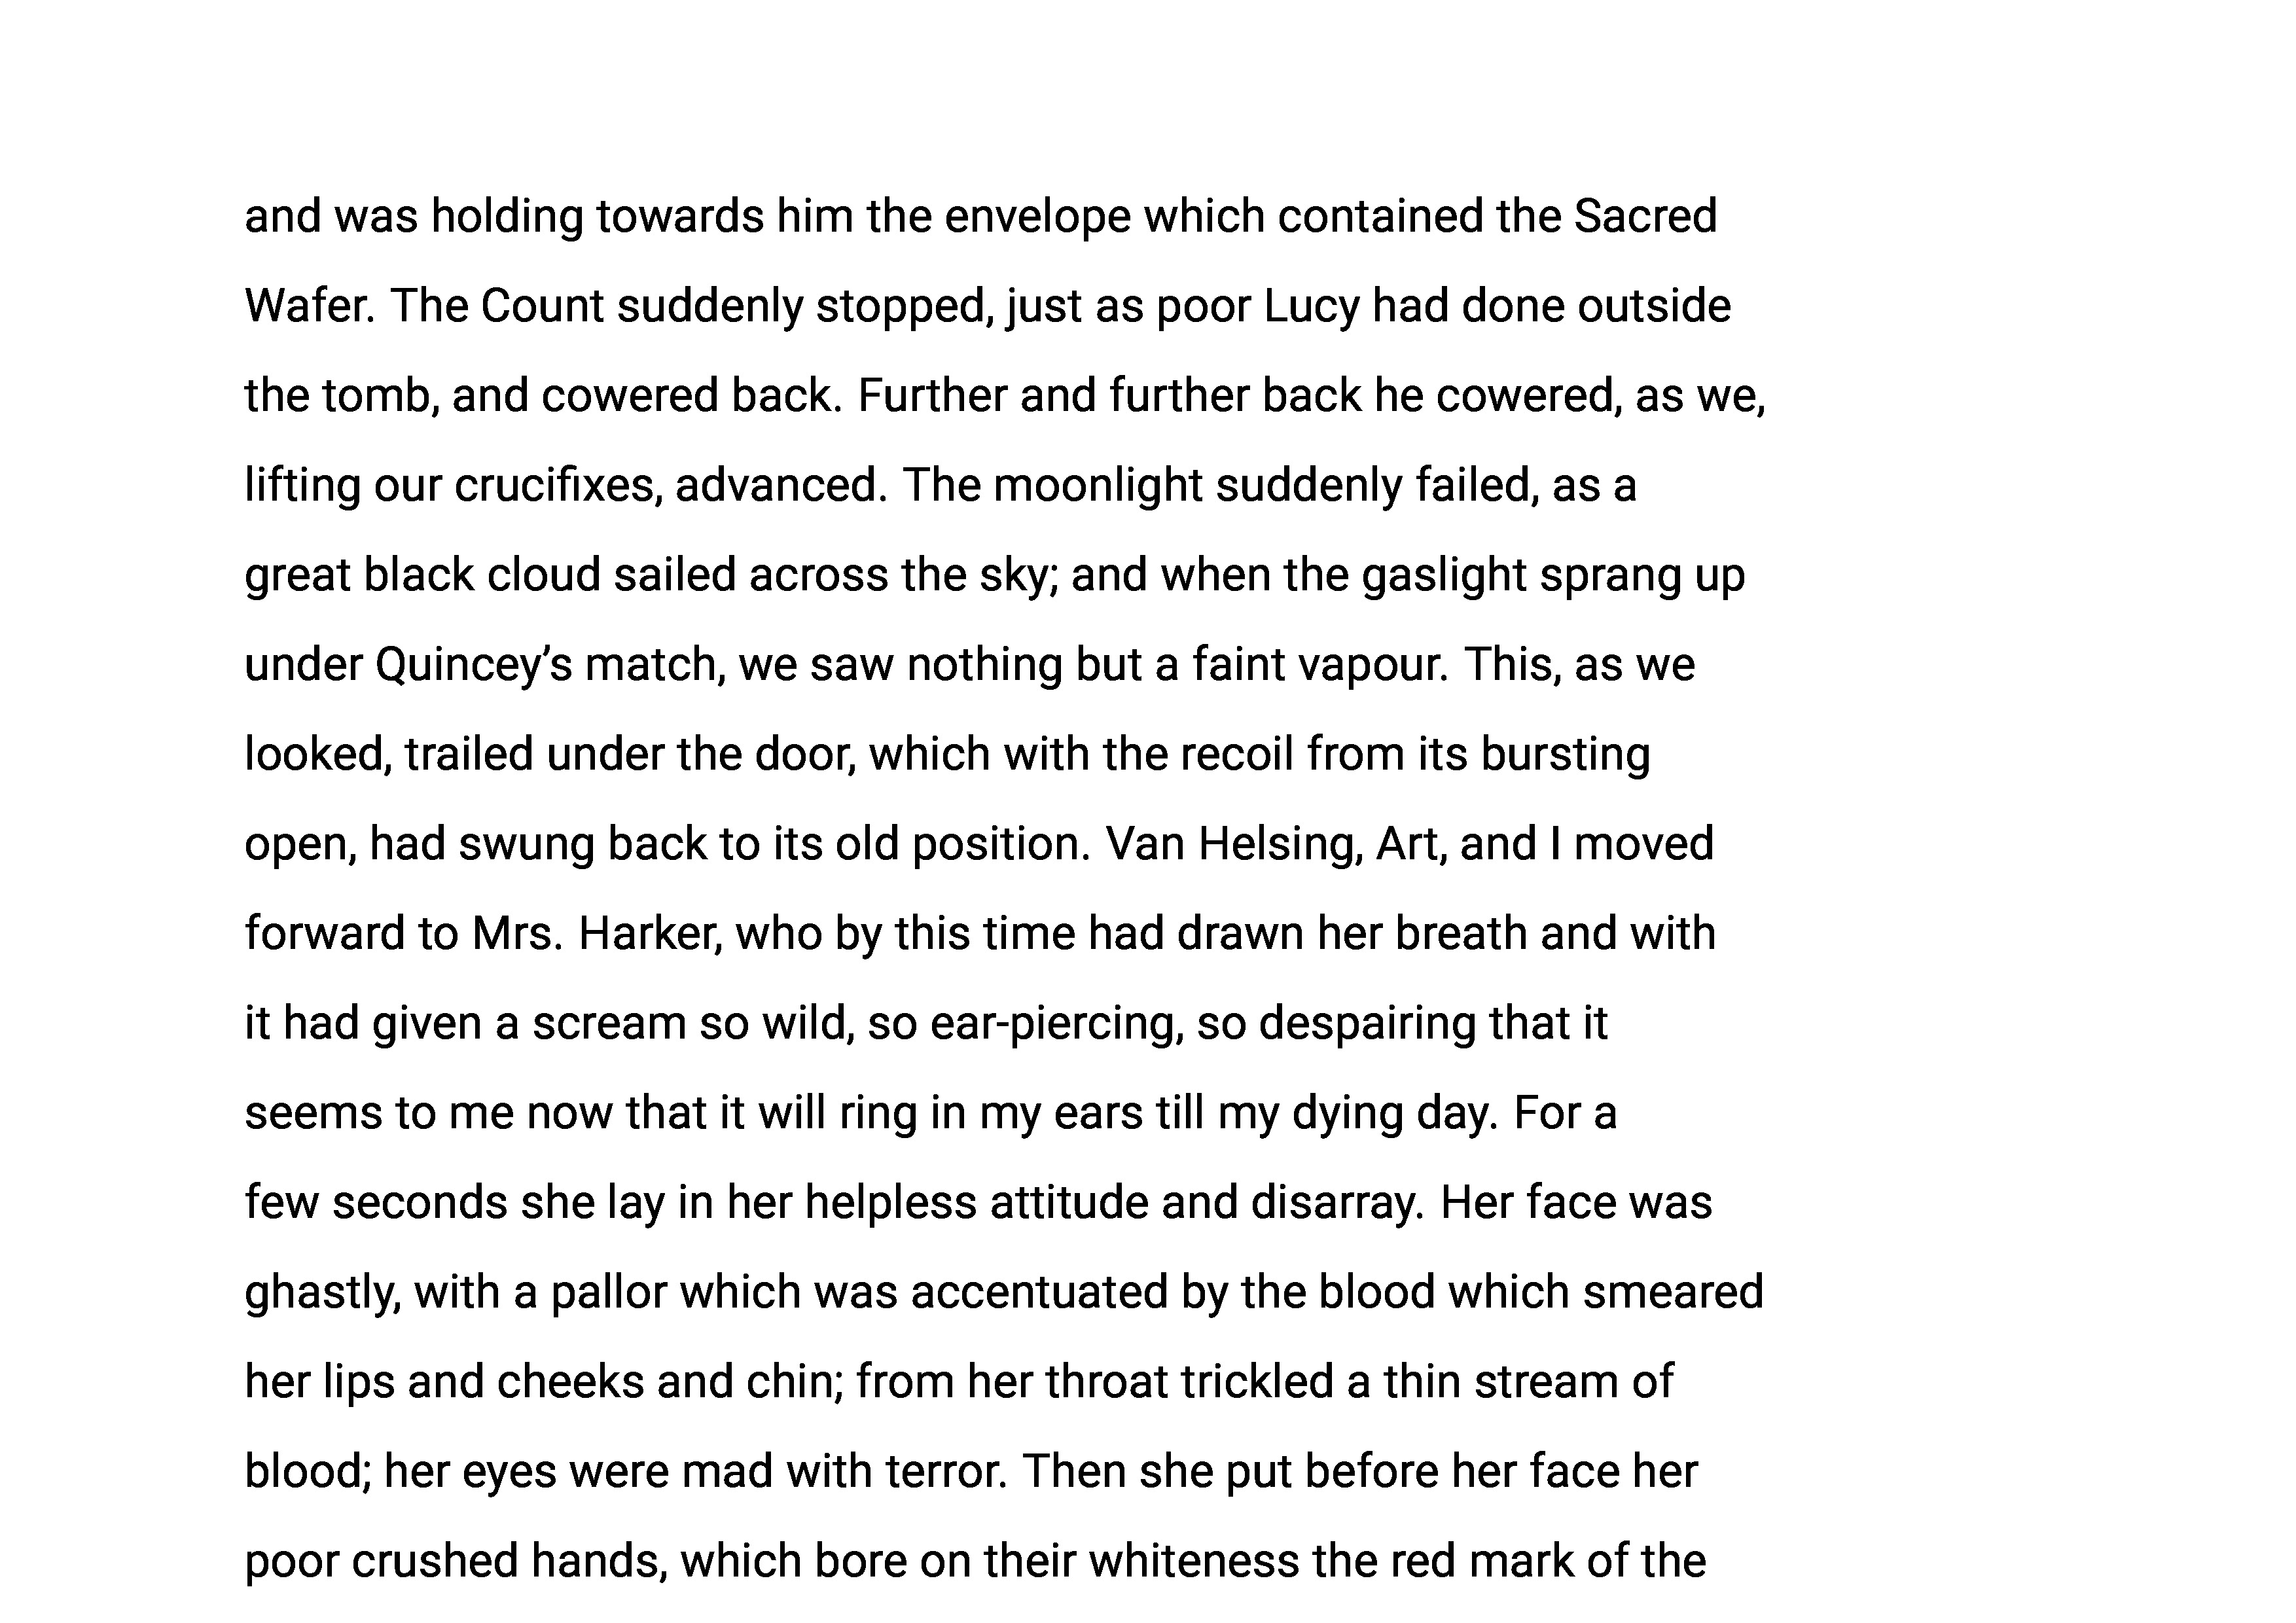 and was holding towards him the envelope which contained the Sacred
Wafer. The Count suddenly stopped, just as poor Lucy had done outside
the tomb, and cowered back. Further and further back he cowered, as we,
lifting our crucifixes, advanced. The moonlight suddenly failed, as a
great black cloud sailed across the sky; and when the gaslight sprang up
under Quincey’s match, we saw nothing but a faint vapour. This, as we
looked, trailed under the door, which with the recoil from its bursting
open, had swung back to its old position. Van Helsing, Art, and I moved
forward to Mrs. Harker, who by this time had drawn her breath and with
it had given a scream so wild, so ear-piercing, so despairing that it
seems to me now that it will ring in my ears till my dying day. For a
few seconds she lay in her helpless attitude and disarray. Her face was
ghastly, with a pallor which was accentuated by the blood which smeared
her lips and cheeks and chin; from her throat trickled a thin stream of
blood; her eyes were mad with terror. Then she put before her face her
poor crushed hands, which bore on their whiteness the red mark of the